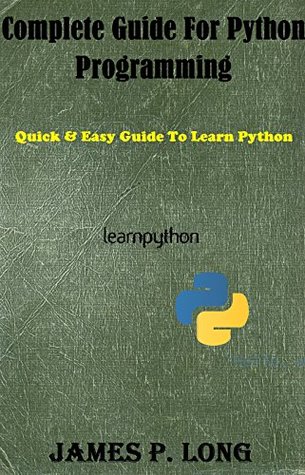 Complete Guide For Python
Programming
Quick & Easy Guide To Learn Python
learnpython
JAMES P. LONG